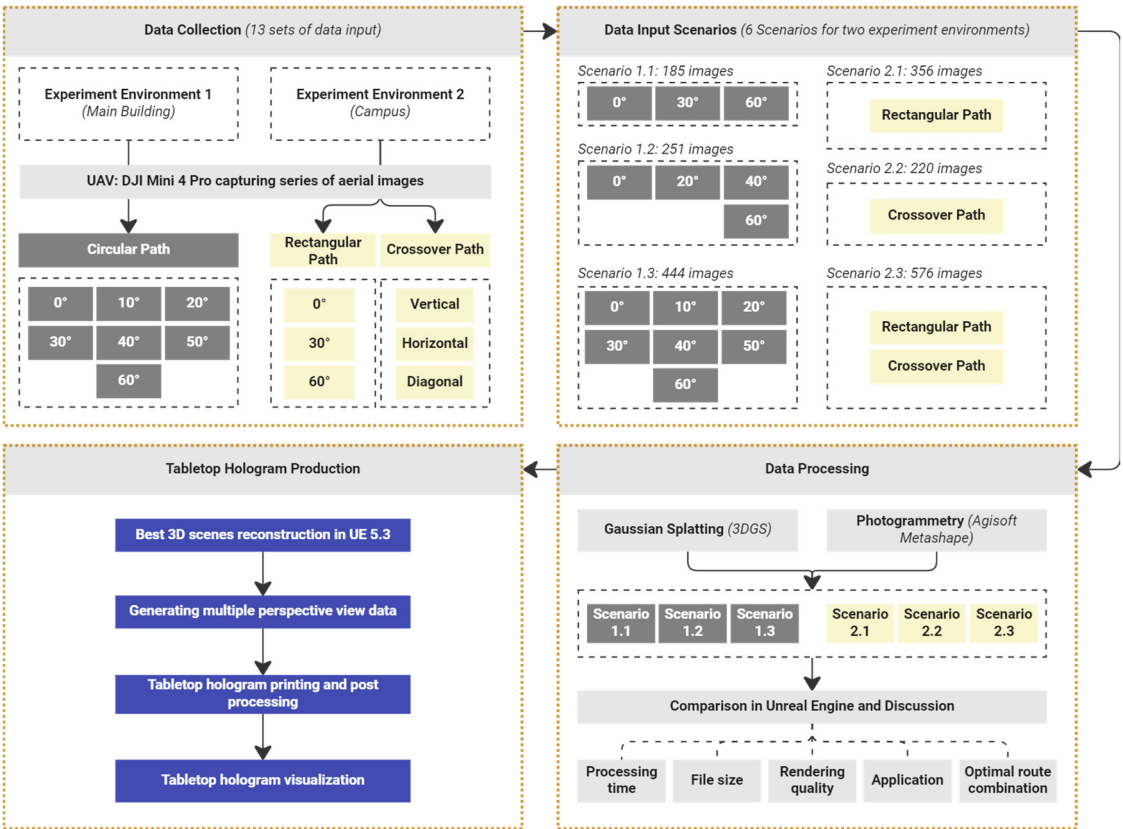 Data Collection (13 sets of data input)
Experiment Environment 1
(Main Building)
Experiment Environment 2
(Campus)
UAV: DJI Mini 4 Pro capturing series of aerial images
Circular Path
Rectangular
Path
Crossover Path
0° 10° 20°
30° 40° 50°
60°
0°
30°
60°
Vertical
Horizontal
Diagonal
Data Input Scenarios (6 Scenarios for two experiment environments)
Scenario 1.1: 185 images
0° 30° 60°
Scenario 1.2: 251 images
0° 20° 40°
60°
Scenario 1.3: 444 images
0° 10° 20°
30° 40° 50°
60°
Scenario 2.1: 356 images
Rectangular Path
Scenario 2.2: 220 images
Crossover Path
Scenario 2.3: 576 images
Rectangular Path
Crossover Path
Data Processing
Gaussian Splatting (3DGS)
Photogrammetry (Agisoft
Metashape)
Scenario
1.1
Scenario
1.2
Scenario
1.3
Scenario
2.1
Scenario
2.2
Scenario
2.3
Comparison in Unreal Engine and Discussion
Processing
time
File size
Rendering
quality
Application
Optimal route
combination
Tabletop Hologram Production
Best 3D scenes reconstruction in UE 5.3
Generating multiple perspective view data
Tabletop hologram printing and post
processing
Tabletop hologram visualization